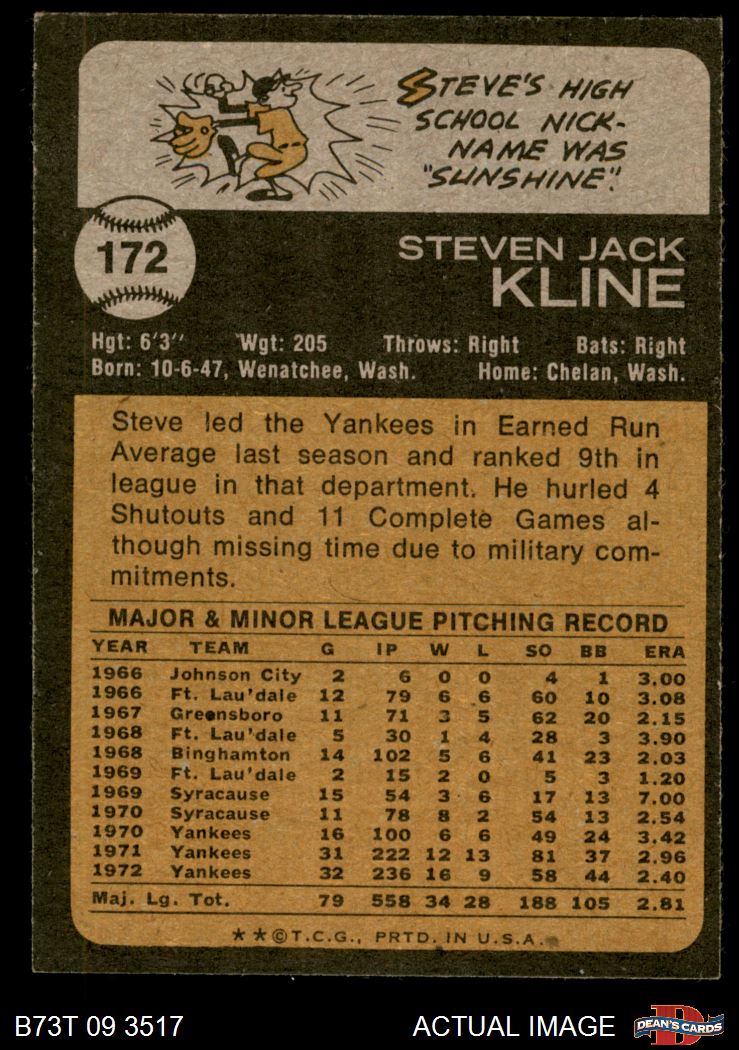 STEVE'S HIGH
SCHOOL NICK-
NAME WAS
"SUNSHINE".
172
STEVEN JACK
KLINE
Hgt: 6'3" Wgt: 205 Throws: Right Bats: Right
Born: 10-6-47, Wenatchee, Wash. Home: Chelan, Wash.
Steve led the Yankees in Earned Run
Average last season and ranked 9th in
league in that department. He hurled 4
Shutouts and 11 Complete Games al-
though missing time due to military com-
mitments.
MAJOR & MINOR LEAGUE PITCHING RECORD
YEAR TEAM G IP W L SO BB ERA
1966 Johnson City 2 6 0 0 4 1 3.00
1966 Ft. Lau'dale 12 79 6 6 60 10 3.08
1967 Greensboro 11 71 3 5 62 20 2.15
1968 Ft. Lau'dale 5 30 1 4 28 3 3.90
1968 Binghamton 14 102 5 6 41 23 2.03
1969 Ft. Lau'dale 2 15 2 0 5 3 1.20
1969 Syracause 15 54 3 6 17 13 7.00
1970 Syracause 11 78 8 2 54 13 2.54
1970 Yankees 16 100 6 6 49 24 3.42
1971 Yankees 31 222 12 13 81 37 2.96
1972 Yankees 32 236 16 9 58 44 2.40
Maj. Lg. Tot. 79 558 34 28 188 105 2.81
★★©T.C.G., PRTD. IN U.S.A.
B73T 09 3517 ACTUAL IMAGE D DEAN'S CARDS